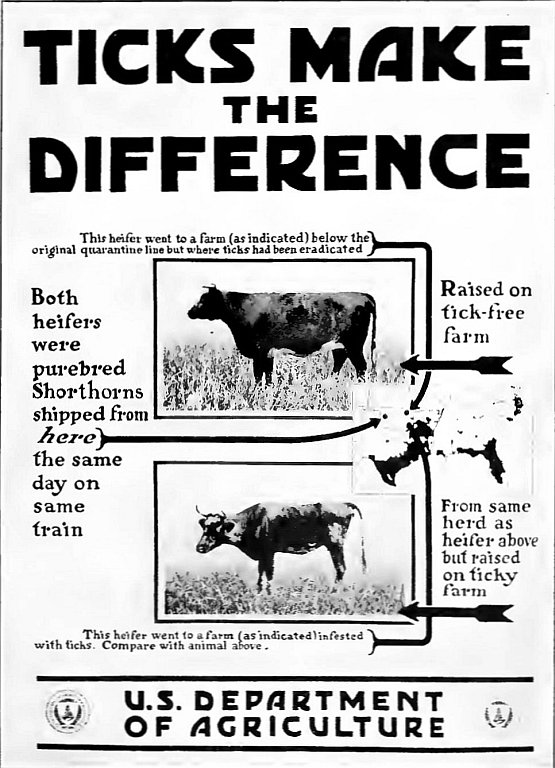 TICKS MAKE
THE
DIFFERENCE
This heifer went to a farm (as indicated) below the
original quarantine line but where ticks had been eradicated
Both
heifers
were
purebred
Shorthorns
shipped from
here
the same
day on
same
train
Raised on
tick-free
farm
From same
herd as
heifer above
but raised
on ticky
farm
This heifer went to a farm (as indicated) infested
with ticks. Compare with animal above.
U.S. DEPARTMENT
OF AGRICULTURE